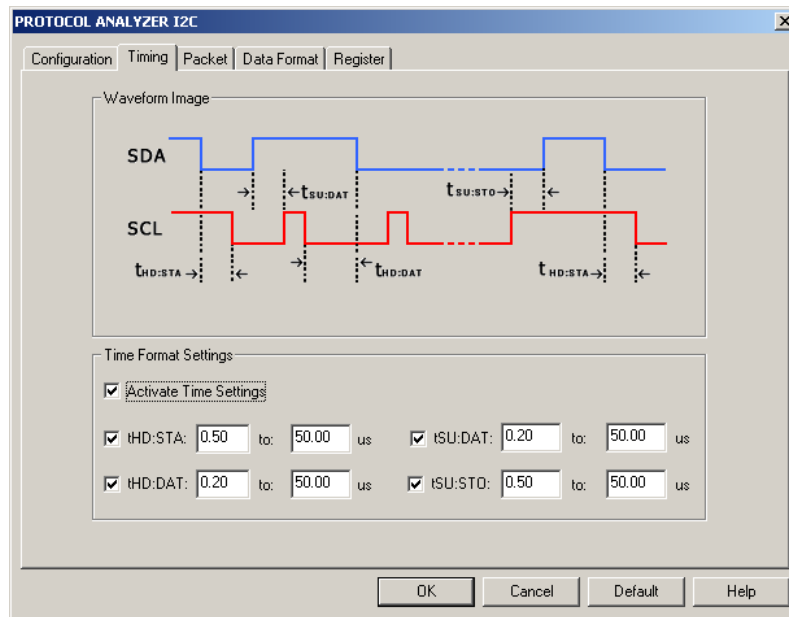 PROTOCOL ANALYZER I2C
Configuration Timing Packet Data Format Register
Waveform Image
SDA
tSU:DAT tSU:STO
SCL
tHD:STA tHD:DAT tHD:STA
Time Format Settings
Activate Time Settings
tHD:STA: 0.50 to: 50.00 us tSU:DAT: 0.20 to: 50.00 us
tHD:DAT: 0.20 to: 50.00 us tSU:STO: 0.50 to: 50.00 us
OK Cancel Default Help